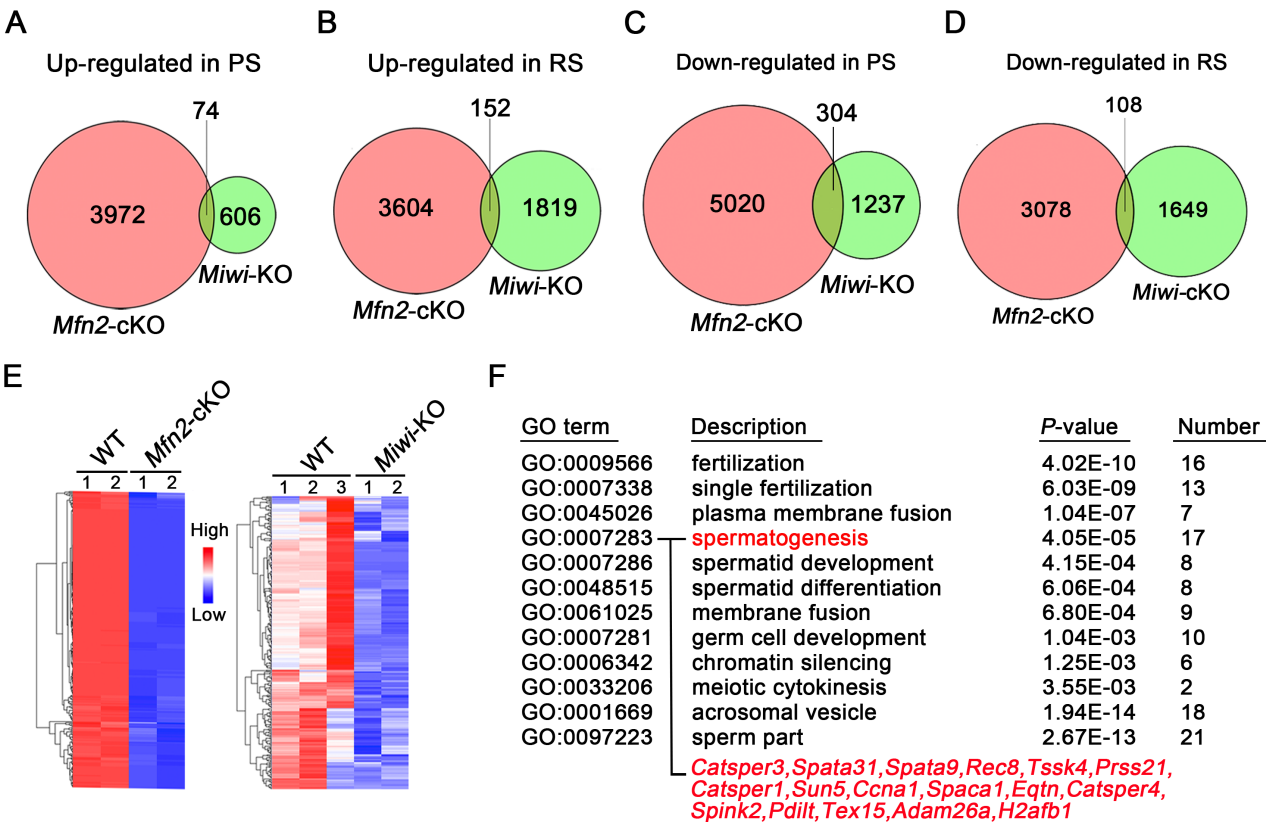 A
B
C
D
Up-regulated in PS
Up-regulated in RS
Down-regulated in PS
Down-regulated in RS
74
152
304
108
3972
606
3604
1819
5020
1237
3078
1649
Miwi-KO
Mfn2-cKO
Miwi-KO
Mfn2-cKO
Miwi-KO
Mfn2-cKO
Miwi-cKO
Mfn2-cKO
E
WT
Mfn2-cKO
1 2 1 2
High
Low
WT
Miwi-KO
1 2 3 1 2
F
GO term Description P-value Number
GO:0009566 fertilization 4.02E-10 16
GO:0007338 single fertilization 6.03E-09 13
GO:0045026 plasma membrane fusion 1.04E-07 7
GO:0007283 spermatogenesis 4.05E-05 17
GO:0007286 spermatid development 4.15E-04 8
GO:0048515 spermatid differentiation 6.06E-04 8
GO:0061025 membrane fusion 6.80E-04 9
GO:0007281 germ cell development 1.04E-03 10
GO:0006342 chromatin silencing 1.25E-03 6
GO:0033206 meiotic cytokinesis 3.55E-03 2
GO:0001669 acrosomal vesicle 1.94E-14 18
GO:0097223 sperm part 2.67E-13 21
Catsper3,Spata31,Spata9,Rec8,Tssk4,Prss21,
Catsper1,Sun5,Ccna1,Spaca1,Eqtn,Catsper4,
Spink2,Pdilt,Tex15,Adam26a,H2afb1